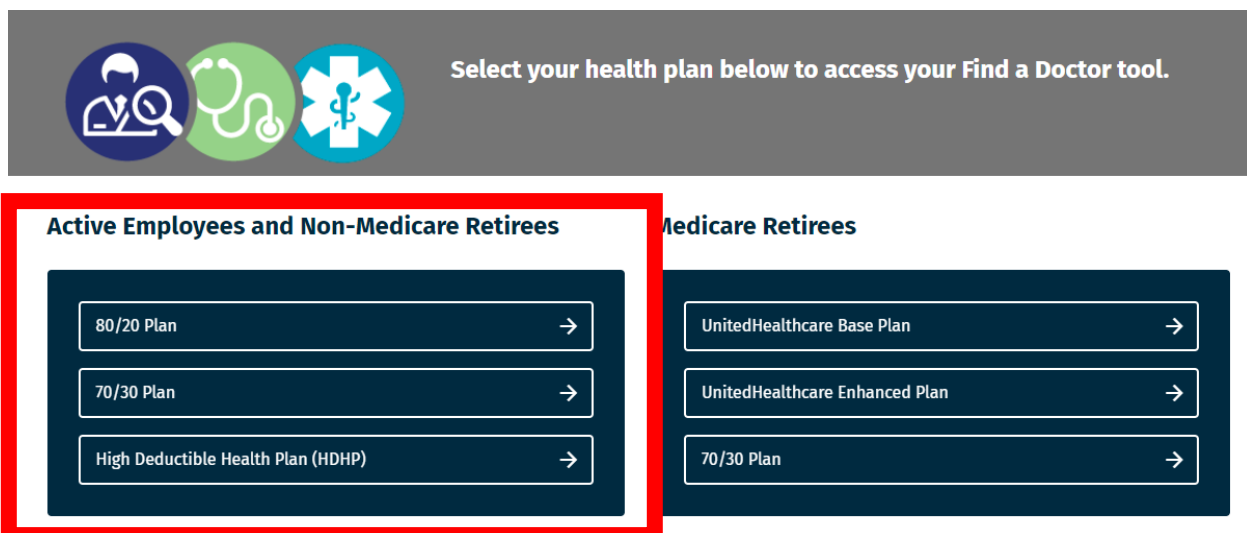 Select your health plan below to access your Find a Doctor tool.
Active Employees and Non-Medicare Retirees
80/20 Plan
70/30 Plan
High Deductible Health Plan (HDHP)
Medicare Retirees
UnitedHealthcare Base Plan
UnitedHealthcare Enhanced Plan
70/30 Plan